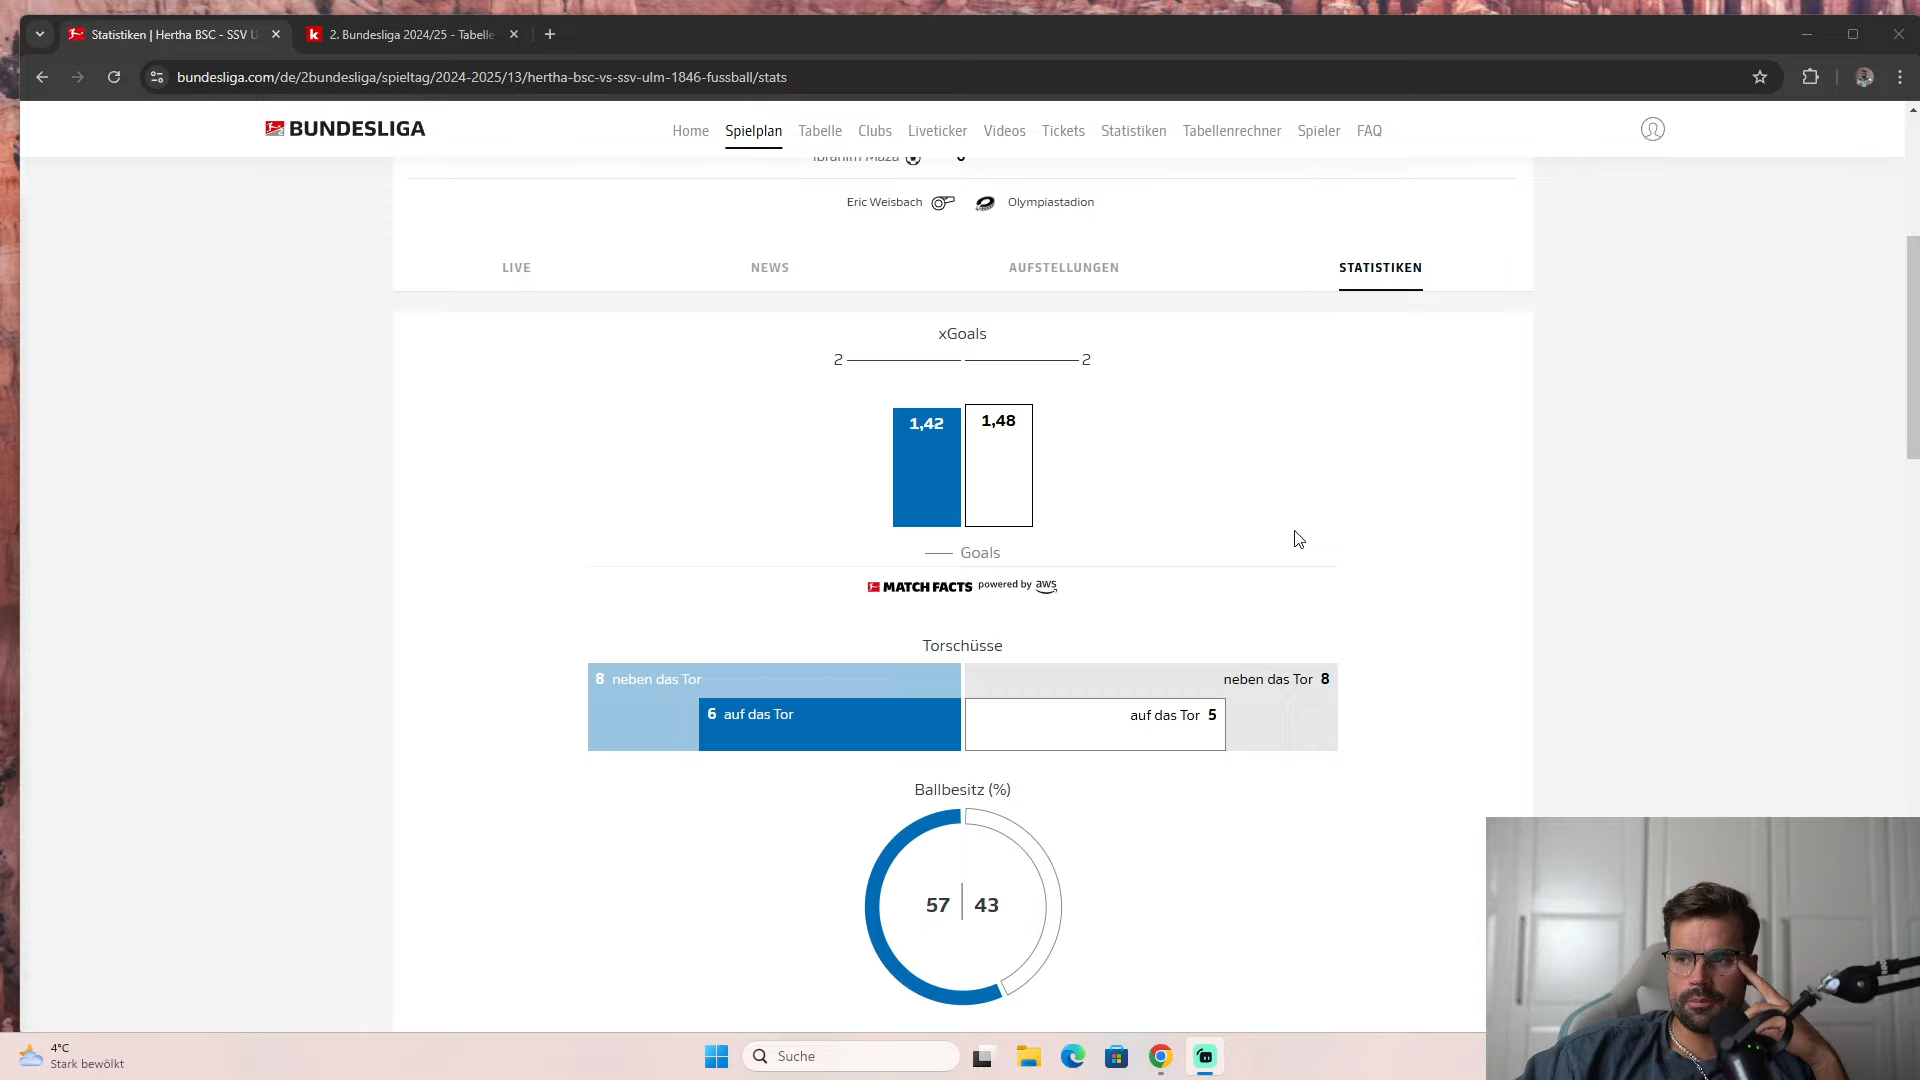 Statistiken | Hertha BSC - SSV U
2. Bundesliga 2024/25 - Tabelle
bundesliga.com/de/2bundesliga/spieltag/2024-2025/13/hertha-bsc-vs-ssv-ulm-1846-fussball/stats
BUNDESLIGA
Home Spielplan Tabelle Clubs Liveticker Videos Tickets Statistiken Tabellenrechner Spieler FAQ
Ibrahim Maza
Eric Weisbach Olympiastadion
LIVE NEWS AUFSTELLUNGEN STATISTIKEN
xGoals
2 2
1,42 1,48
Goals
MATCH FACTS powered by aws
Torschüsse
8 neben das Tor neben das Tor 8
6 auf das Tor auf das Tor 5
Ballbesitz (%)
57 43
4°C
Stark bewölkt
Suche